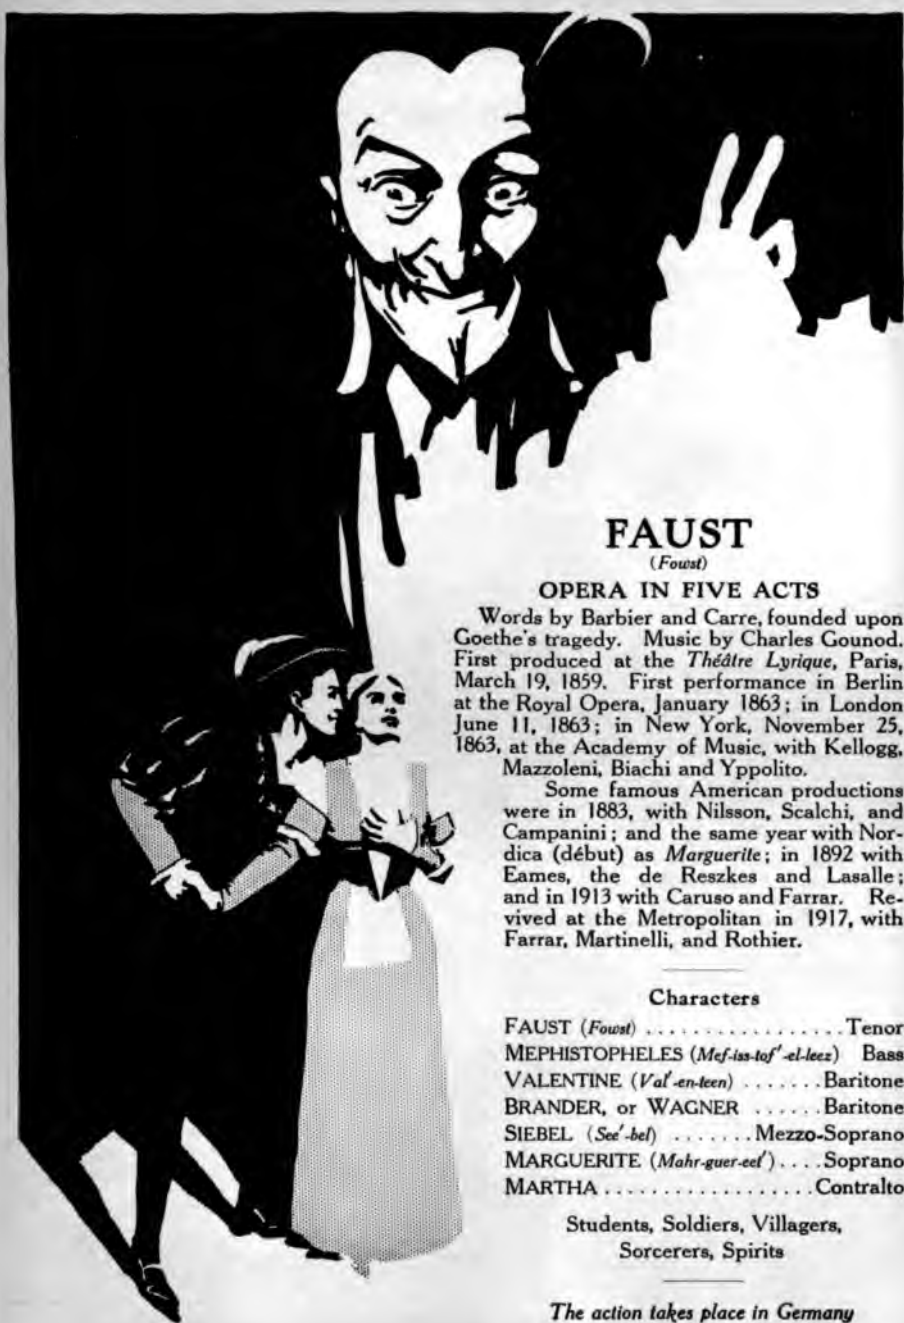 FAUST
(Fowst)
OPERA IN FIVE ACTS
Words by Barbier and Carre, founded upon
Goethe's tragedy. Music by Charles Gounod.
First produced at the Théâtre Lyrique, Paris,
March 19, 1859. First performance in Berlin
at the Royal Opera, January 1863; in London
June 11, 1863; in New York, November 25,
1863, at the Academy of Music, with Kellogg,
Mazzoleni, Biachi and Yppolito.
Some famous American productions
were in 1883, with Nilsson, Scalchi, and
Campanini; and the same year with Nor-
dica (début) as Marguerite; in 1892 with
Eames, the de Reszkes and Lasalle;
and in 1913 with Caruso and Farrar. Re-
vived at the Metropolitan in 1917, with
Farrar, Martinelli, and Rothier.
Characters
FAUST (Fowst) . . . . . . . . . . . . . . . . . Tenor
MEPHISTOPHELES (Mef-iss-tof'-el-leez) Bass
VALENTINE (Val'-en-teen) . . . . . . . Baritone
BRANDER, or WAGNER . . . . . . Baritone
SIEBEL (See'-bel) . . . . . . . Mezzo-Soprano
MARGUERITE (Mahr-guer-eet') . . . . Soprano
MARTHA . . . . . . . . . . . . . . . . . . Contralto
Students, Soldiers, Villagers,
Sorcerers, Spirits
The action takes place in Germany